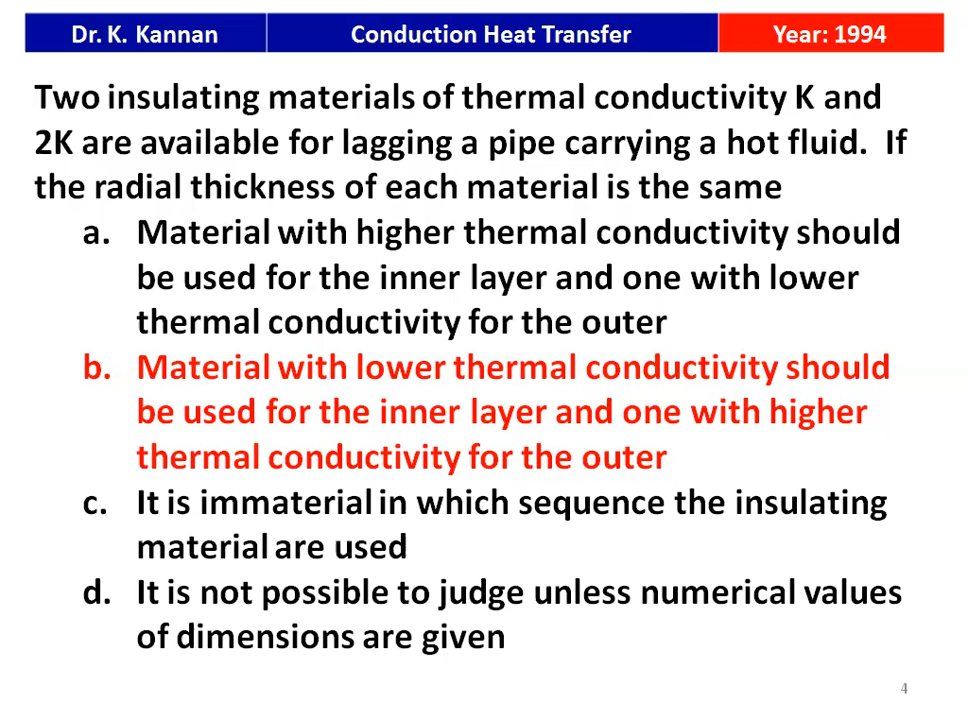 Dr. K. Kannan Conduction Heat Transfer Year: 1994
Two insulating materials of thermal conductivity K and
2K are available for lagging a pipe carrying a hot fluid. If
the radial thickness of each material is the same
a. Material with higher thermal conductivity should
be used for the inner layer and one with lower
thermal conductivity for the outer
b. Material with lower thermal conductivity should
be used for the inner layer and one with higher
thermal conductivity for the outer
c. It is immaterial in which sequence the insulating
material are used
d. It is not possible to judge unless numerical values
of dimensions are given
4